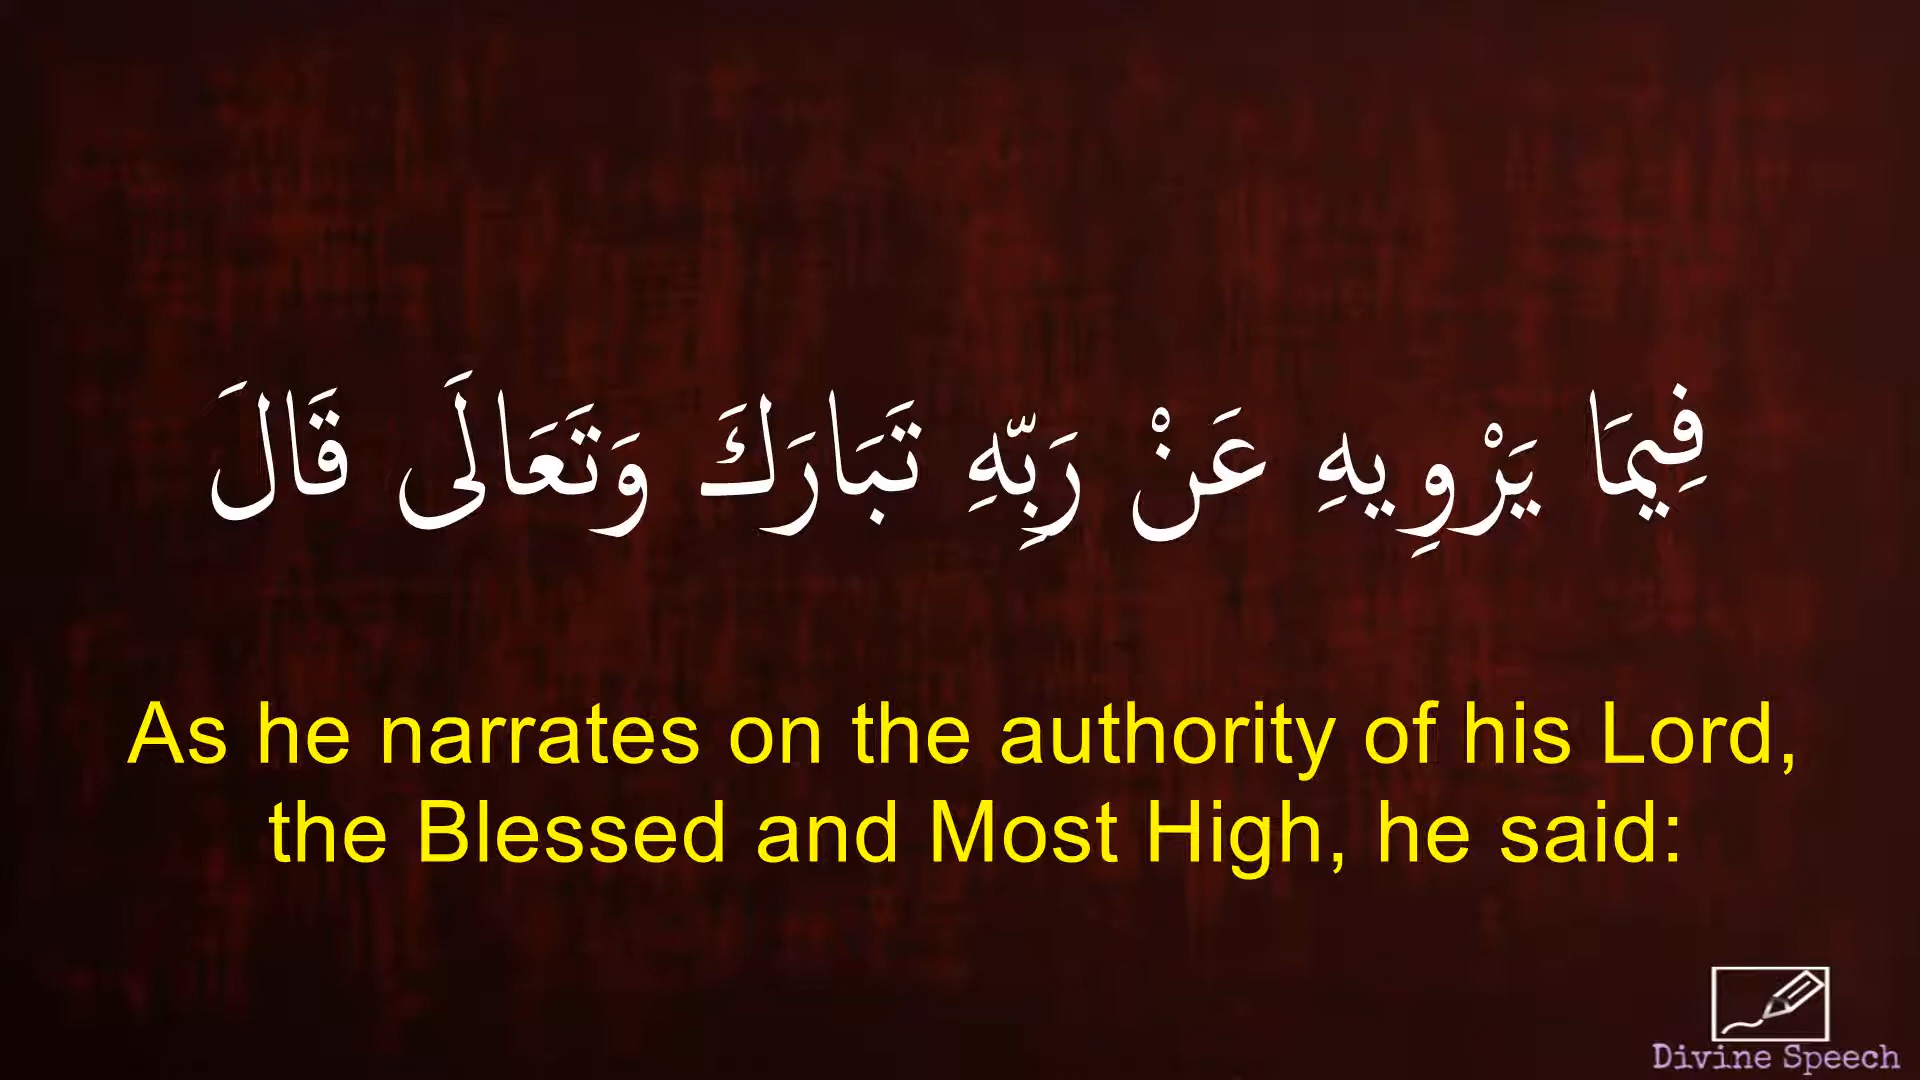 فِيمَا يَرْوِيهِ عَنْ رَبِّهِ تَبَارَكَ وَتَعَالَى قَالَ
As he narrates on the authority of his Lord,
the Blessed and Most High, he said:
Divine Speech